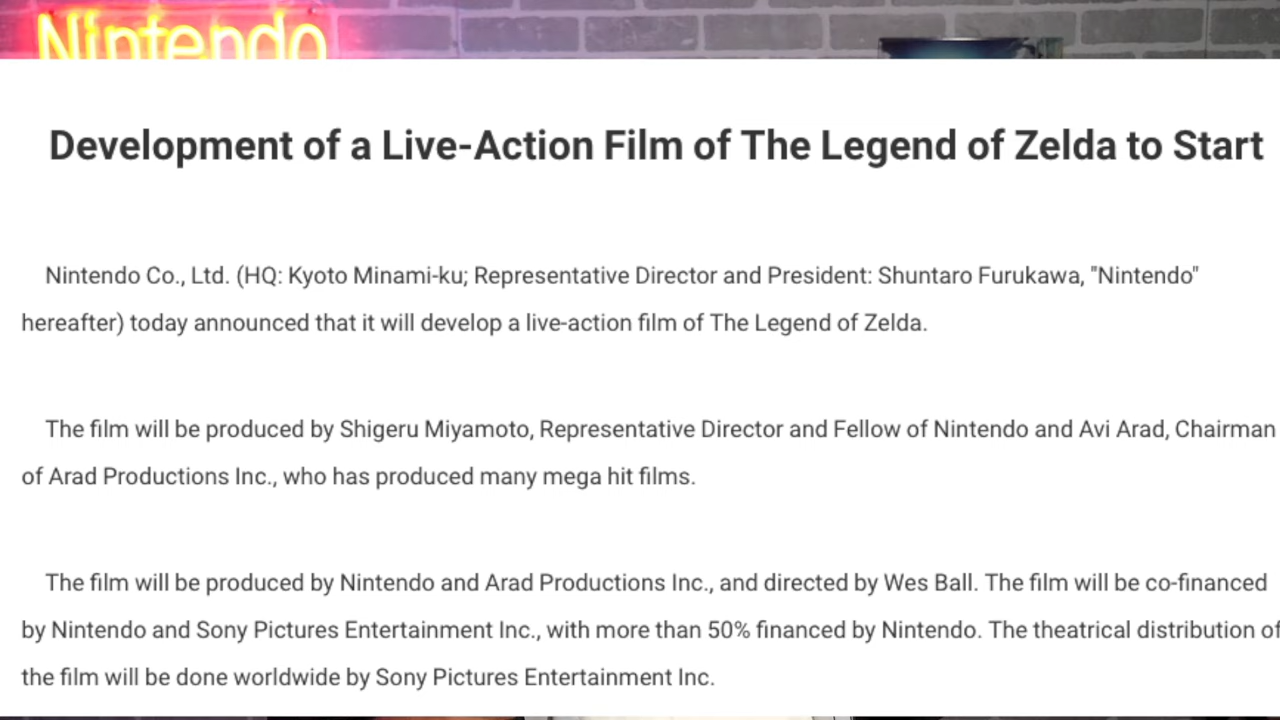 Nintendo
Development of a Live-Action Film of The Legend of Zelda to Start
Nintendo Co., Ltd. (HQ: Kyoto Minami-ku; Representative Director and President: Shuntaro Furukawa, "Nintendo"
hereafter) today announced that it will develop a live-action film of The Legend of Zelda.
The film will be produced by Shigeru Miyamoto, Representative Director and Fellow of Nintendo and Avi Arad, Chairman
of Arad Productions Inc., who has produced many mega hit films.
The film will be produced by Nintendo and Arad Productions Inc., and directed by Wes Ball. The film will be co-financed
by Nintendo and Sony Pictures Entertainment Inc., with more than 50% financed by Nintendo. The theatrical distribution of
the film will be done worldwide by Sony Pictures Entertainment Inc.